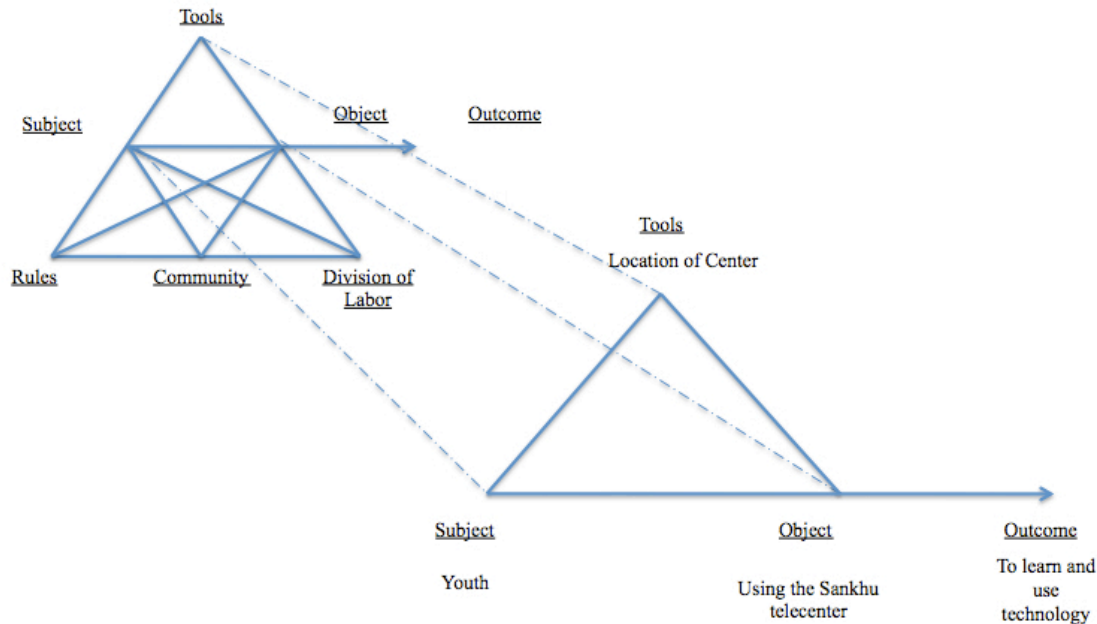 Tools
Subject
Object
Outcome
Rules
Community
Division of
Labor
Tools
Location of Center
Subject
Object
Outcome
Youth
Using the Sankhu
telecenter
To learn and
use
technology